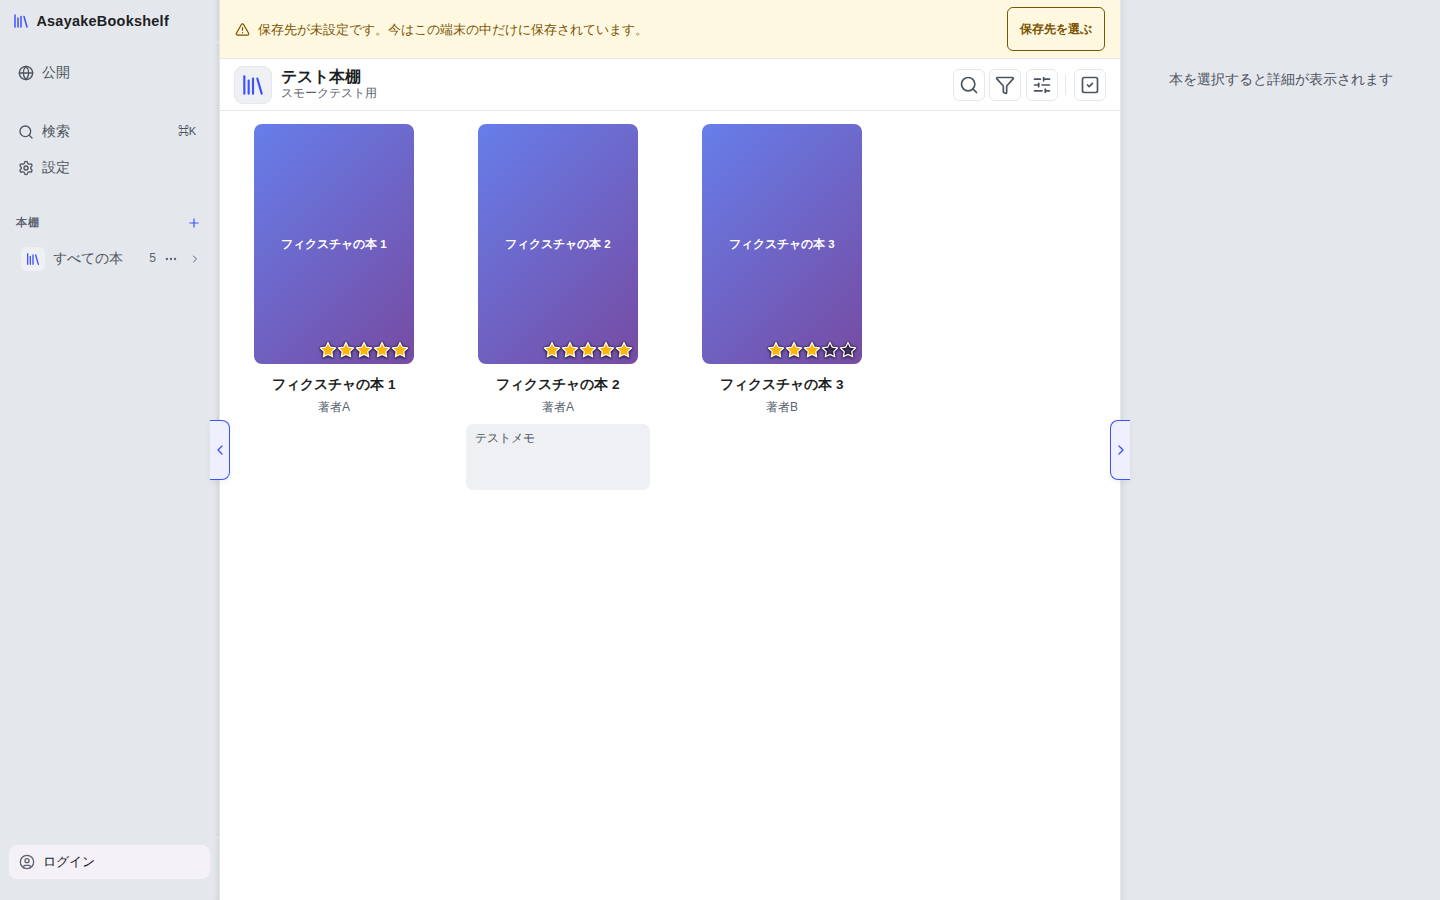 AsayakeBookshelf
公開
検索 ⌘K
設定
本棚
すべての本 5
ログイン
保存先が未設定です。今はこの端末の中だけに保存されています。
保存先を選ぶ
テスト本棚
スモークテスト用
フィクスチャの本 1
フィクスチャの本 1
著者A
フィクスチャの本 2
フィクスチャの本 2
著者A
テストメモ
フィクスチャの本 3
フィクスチャの本 3
著者B
本を選択すると詳細が表示されます